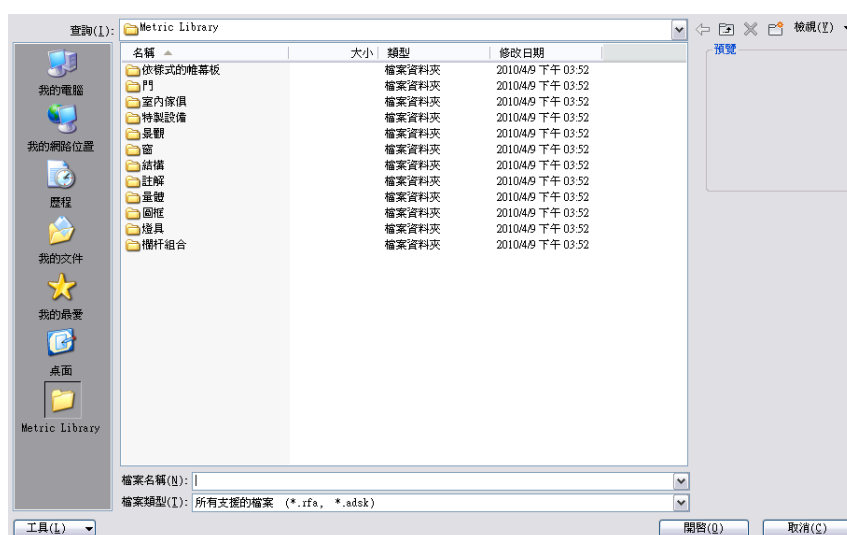 查詢(I): Metric Library 檢視(V)
名稱 大小 類型 修改日期 預覽
依樣式的帷幕板 檔案資料夾 2010/4/9 下午 03:52
門 檔案資料夾 2010/4/9 下午 03:52
室內傢俱 檔案資料夾 2010/4/9 下午 03:52
特製設備 檔案資料夾 2010/4/9 下午 03:52
景觀 檔案資料夾 2010/4/9 下午 03:52
窗 檔案資料夾 2010/4/9 下午 03:52
結構 檔案資料夾 2010/4/9 下午 03:52
註解 檔案資料夾 2010/4/9 下午 03:52
量體 檔案資料夾 2010/4/9 下午 03:52
圖框 檔案資料夾 2010/4/9 下午 03:52
燈具 檔案資料夾 2010/4/9 下午 03:52
欄杆組合 檔案資料夾 2010/4/9 下午 03:52
我的電腦
我的網路位置
歷程
我的文件
我的最愛
桌面
Metric Library
檔案名稱(N):
檔案類型(T): 所有支援的檔案 (*.rfa, *.adsk)
工具(L) 開啓(O) 取消(C)